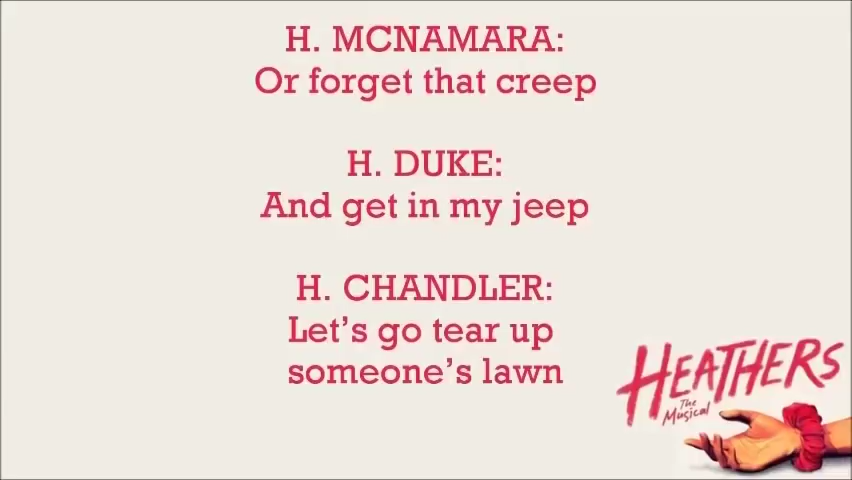 H. MCNAMARA:
Or forget that creep
H. DUKE:
And get in my jeep
H. CHANDLER:
Let's go tear up
someone's lawn
HEATHERS
The
Musical